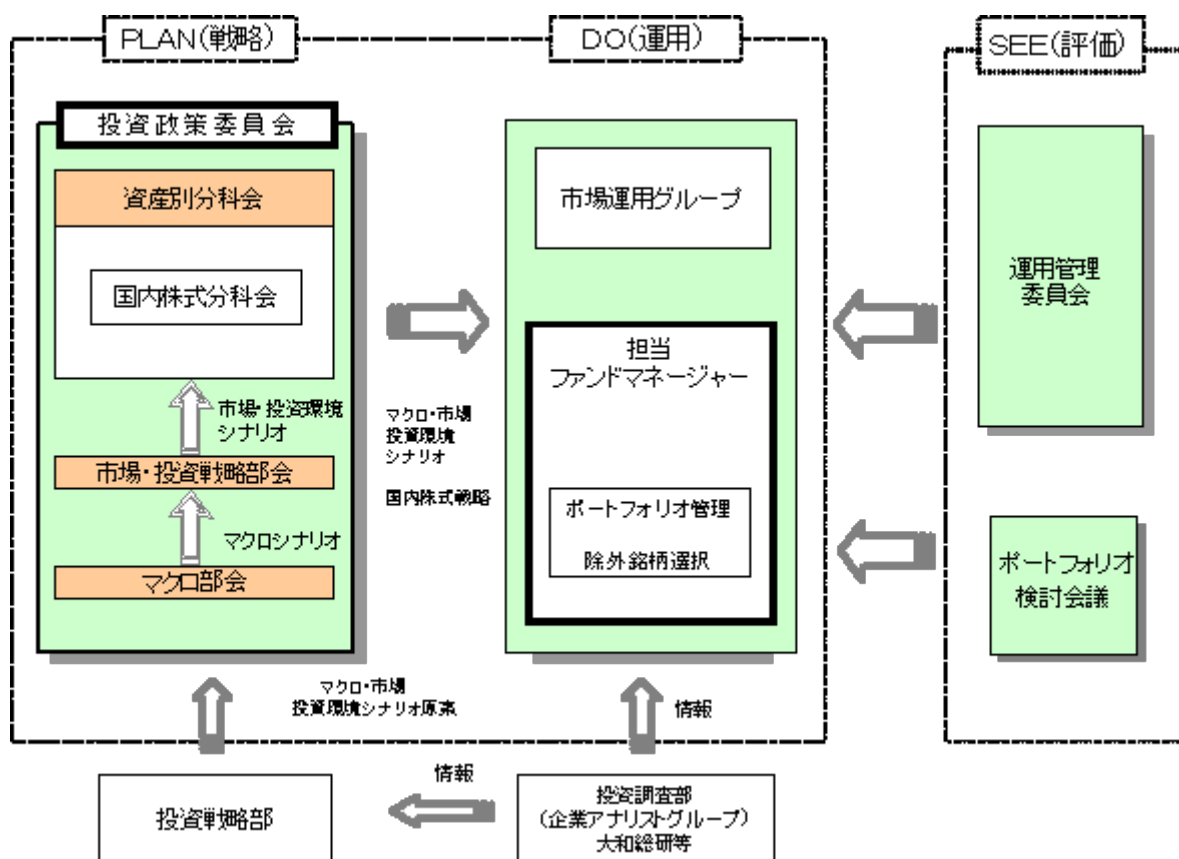 PLAN(戦略)
DO(運用)
SEE(評価)
投資政策委員会
資産別分科会
国内株式分科会
市場・投資環境
シナリオ
市場・投資戦略部会
マクロシナリオ
マクロ部会
マクロ・市場
投資環境
シナリオ
国内株式戦略
市場運用グループ
担当
ファンドマネージャー
ポートフォリオ管理
除外銘柄選択
運用管理
委員会
ポートフォリオ
検討会議
マクロ・市場
投資環境シナリオ原案
情報
投資戦略部
情報
投資調査部
(企業アナリストグループ)
大和総研等